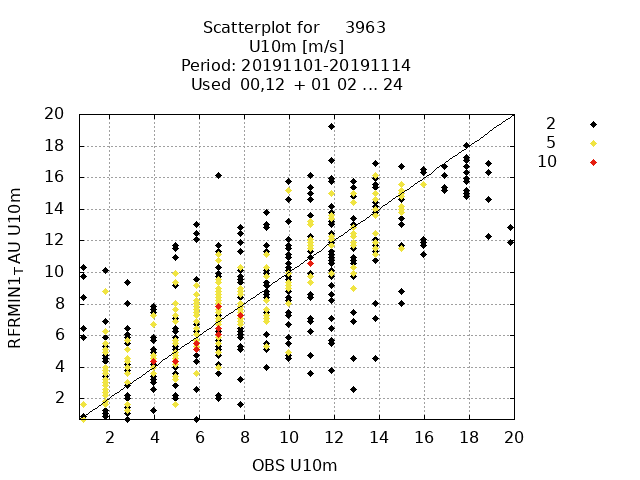 Scatterplot for 3963
U10m [m/s]
Period: 20191101-20191114
Used 00,12 + 01 02 ... 24
20
18
16
14
12
10
8
6
4
2
2 4 6 8 10 12 14 16 18 20
RFRMIN1T AU U10m
OBS U10m
2
5
10